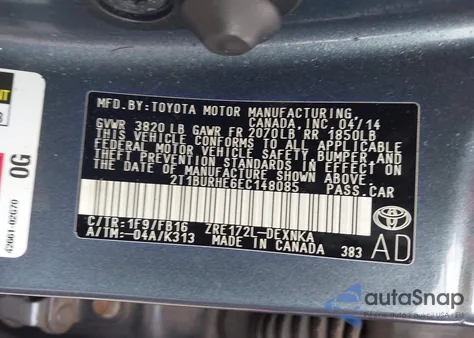 MFD. BY: TOYOTA MOTOR MANUFACTURING
CANADA, INC. 04/14
GVWR 3820 LB GAWR FR 2070LB RR 1850LB
THIS VEHICLE CONFORMS TO ALL APPLICABLE
FEDERAL MOTOR VEHICLE SAFETY, BUMPER, AND
THEFT PREVENTION STANDARDS IN EFFECT ON
THE DATE OF MANUFACTURE SHOWN ABOVE.
2T1BURHE6EC148085 PASS.CAR
C/TR:1F9/FB16 ZRE172L-DEXNKA
A/TM:-04A/K313 MADE IN CANADA 383
AD
0G
42661-02G70
autoSnap